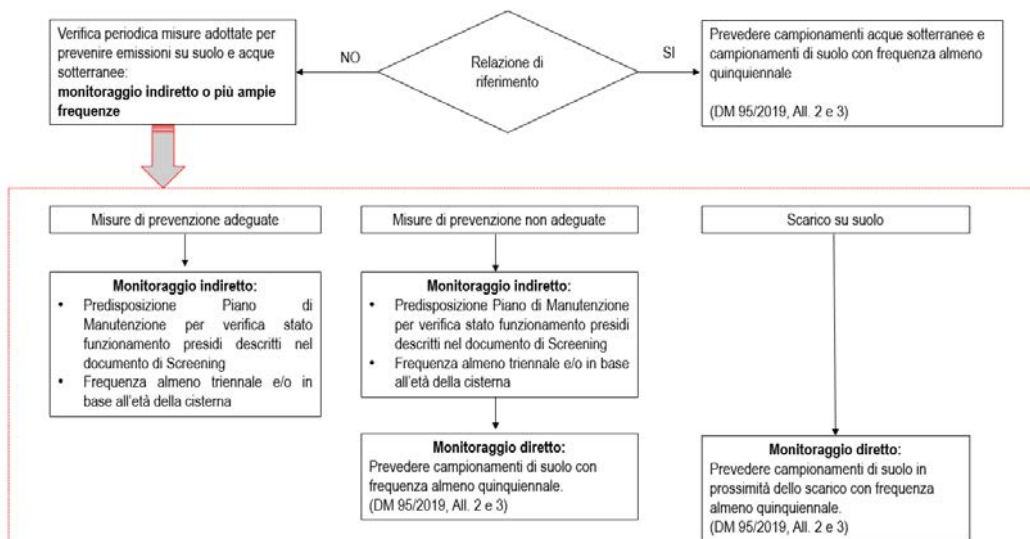 Verifica periodica misure adottate per
prevenire emissioni su suolo e acque
sotterranee:
monitoraggio indiretto o più ampie
frequenze
NO
Relazione di
riferimento
SI
Prevedere campionamenti acque sotterranee e
campionamenti di suolo con frequenza almeno
quinquiennale
(DM 95/2019, All. 2 e 3)
Misure di prevenzione adeguate
Monitoraggio indiretto:
• Predisposizione Piano di
Manutenzione per verifica stato
funzionamento presidi descritti nel
documento di Screening
• Frequenza almeno triennale e/o in
base all'età della cisterna
Misure di prevenzione non adeguate
Monitoraggio indiretto:
• Predisposizione Piano di Manutenzione
per verifica stato funzionamento presidi
descritti nel documento di Screening
• Frequenza almeno triennale e/o in base
all'età della cisterna
Monitoraggio diretto:
Prevedere campionamenti di suolo con
frequenza almeno quinquiennale.
(DM 95/2019, All. 2 e 3)
Scarico su suolo
Monitoraggio diretto:
Prevedere campionamenti di suolo in
prossimità dello scarico con frequenza
almeno quinquiennale.
(DM 95/2019, All. 2 e 3)